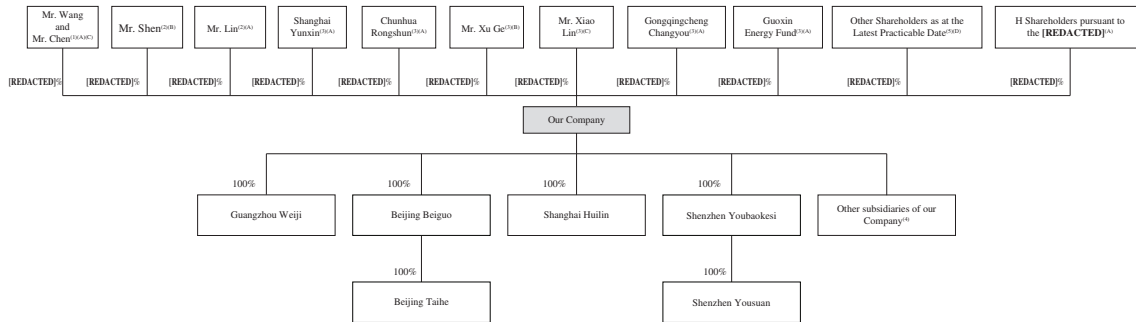 Mr. Wang
and
Mr. Chen(1)(A)(C)
Mr. Shen(2)(B)
Mr. Lin(2)(A)
Shanghai
Yunxin(3)(A)
Chunhua
Rongshun(3)(A)
Mr. Xu Ge(3)(B)
Mr. Xiao
Lin(3)(C)
Gongqingcheng
Changyou(3)(A)
Guoxin
Energy Fund(3)(A)
Other Shareholders as at the
Latest Practicable Date(5)(D)
H Shareholders pursuant to
the [REDACTED](A)
[REDACTED]%
[REDACTED]%
[REDACTED]%
[REDACTED]%
[REDACTED]%
[REDACTED]%
[REDACTED]%
[REDACTED]%
[REDACTED]%
[REDACTED]%
[REDACTED]%
Our Company
100%
100%
100%
100%
Guangzhou Weiji
Beijing Beiguo
Shanghai Huilin
Shenzhen Youbaokesi
Other subsidiaries of our
Company(4)
100%
100%
Beijing Taihe
Shenzhen Yousuan